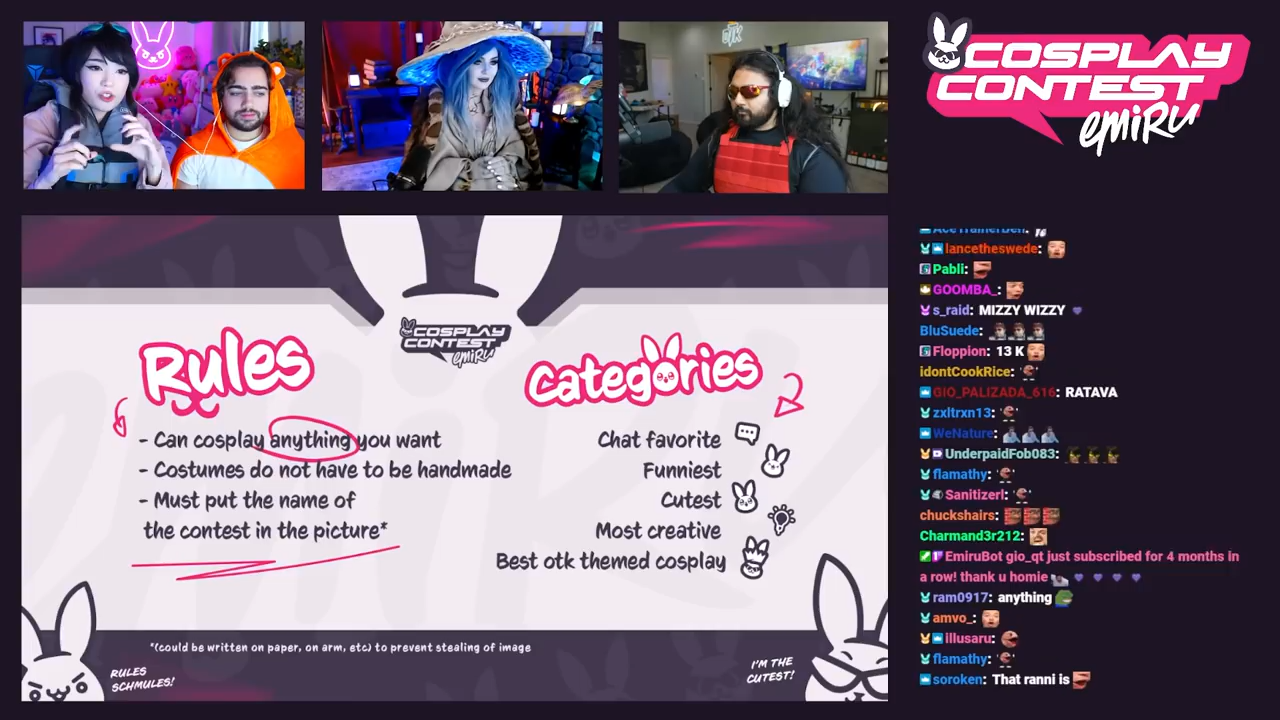 COSPLAY
CONTEST
emiru
Rules
- Can cosplay anything you want
- Costumes do not have to be handmade
- Must put the name of
the contest in the picture*
COSPLAY
CONTEST
emiru
Categories
Chat favorite
Funniest
Cutest
Most creative
Best otk themed cosplay
*(could be written on paper, on arm, etc) to prevent stealing of image
RULES
SCHMULES!
I'M THE
CUTEST!
lancetheswede:
Pabli:
GOOMBA_:
s_raid: MIZZY WIZZY
BluSuede:
Floppion: 13 K
idontCookRice:
GIO_PALIZADA_616: RATAVA
zxltrxn13:
WeNature:
UnderpaidFob083:
flamathy:
Sanitizerl:
chuckshairs:
Charmand3r212:
EmiruBot gio_qt just subscribed for 4 months in
a row! thank u homie
ram0917: anything
amvo_:
illusaru:
flamathy:
soroken: That ranni is